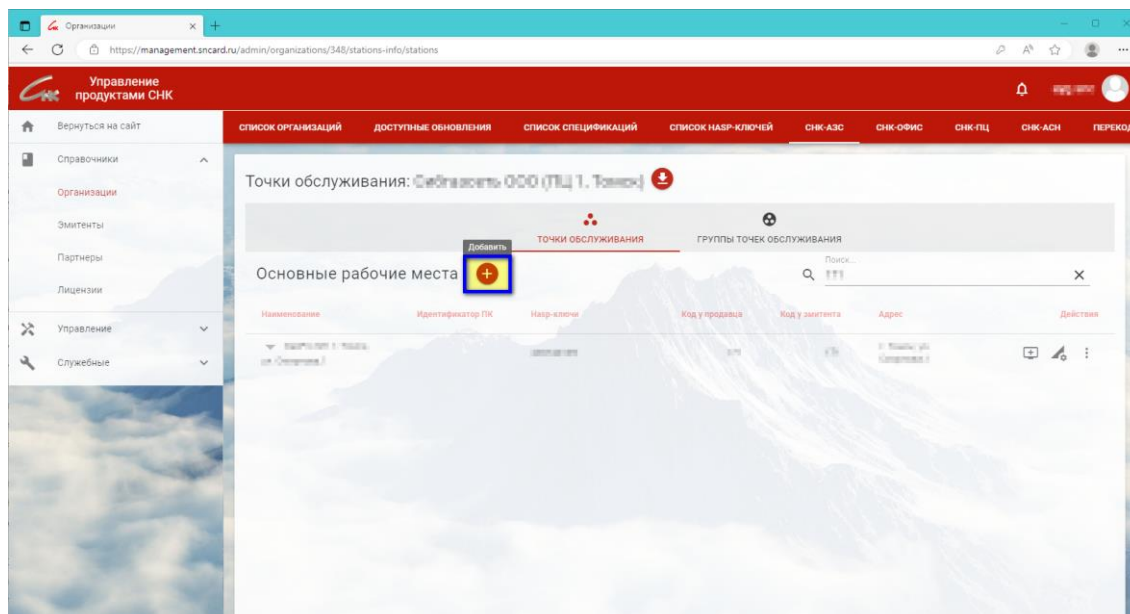 Организации
https://management.sncard.ru/admin/organizations/348/stations-info/stations
Снк
Управление
продуктами СНК
Вернуться на сайт
Справочники
Организации
Эмитенты
Партнеры
Лицензии
Управление
Служебные
СПИСОК ОРГАНИЗАЦИЙ ДОСТУПНЫЕ ОБНОВЛЕНИЯ СПИСОК СПЕЦИФИКАЦИЙ СПИСОК HASP-КЛЮЧЕЙ СНК-АЗС СНК-ОФИС СНК-ПЦ СНК-АСН ПЕРЕКОД
Точки обслуживания:
ТОЧКИ ОБСЛУЖИВАНИЯ ГРУППЫ ТОЧЕК ОБСЛУЖИВАНИЯ
Добавить
Основные рабочие места
Поиск...
Наименование Идентификатор ПК Hasp-ключи Код у продавца Код у эмитента Адрес Действия